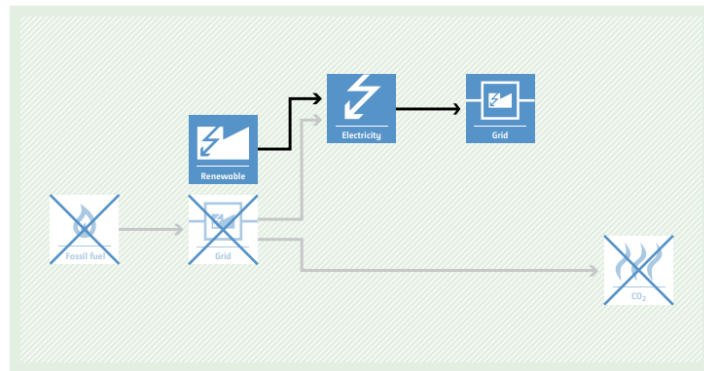 Electricity
Grid
Renewable
Fossil fuel
Grid
CO₂